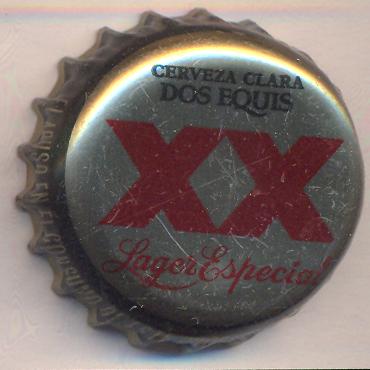 CERVEZA CLARA
DOS EQUIS
XX
Lager Especial